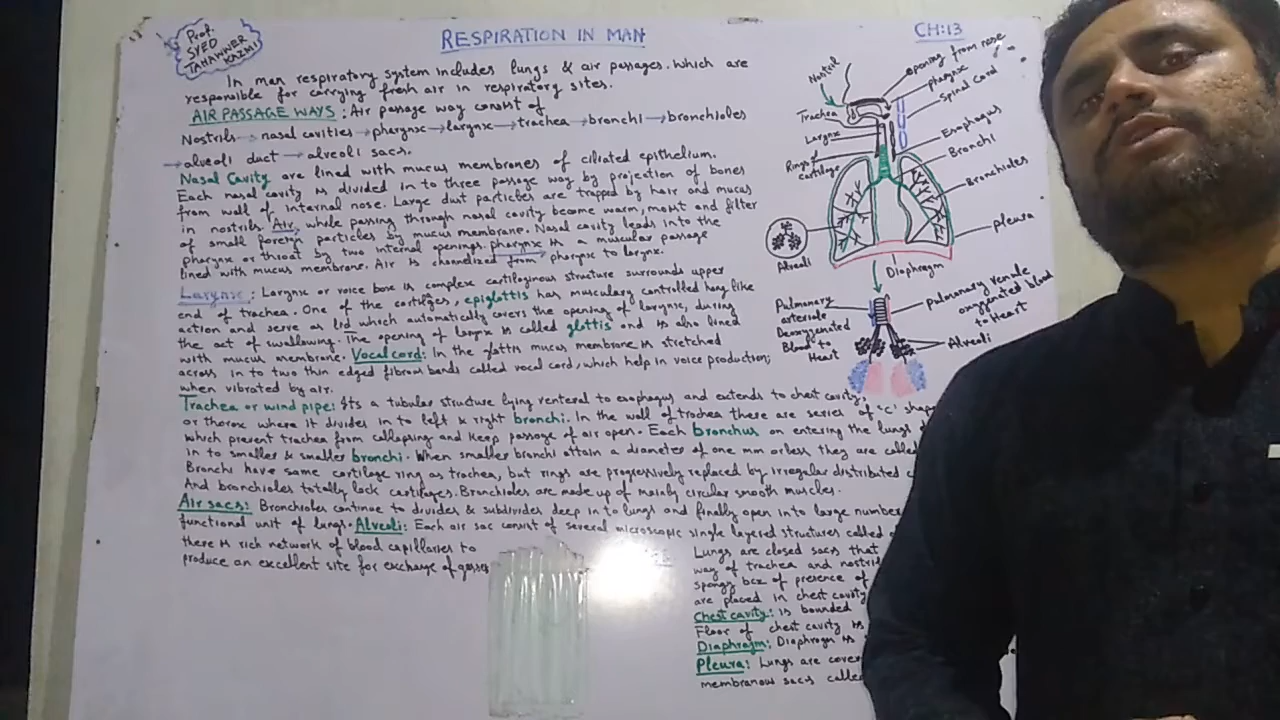 Prof.
SYED
TAHAWWER
KAZMI
RESPIRATION IN MAN
CH:13
In man respiratory system includes lungs & air passages. which are
responsible for carrying fresh air in respiratory sites.
AIR PASSAGE WAYS: Air passage way consist of
Nostrils → nasal cavities → pharynx → larynx → trachea → bronchi → bronchioles
→ alveoli duct → alveoli sacs.
Nasal Cavity are lined with mucus membranes of ciliated epithelium.
Each nasal cavity is divided in to three passage way by projection of bones
from wall of internal nose. Large dust particles are trapped by hair and mucus
in nostrils. Air, while passing through nasal cavity become warm, moist and filter
of small foreign particles by mucus membrane. Nasal cavity leads into the
pharynx or throat by two internal openings. pharynx is a muscular passage
lined with mucus membrane. Air is channelized from pharynx to larynx.
Larynx: Larynx or voice box is complex cartilaginous structure surrounds upper
end of trachea. One of the cartilages, epiglottis has muscularly controlled hing like
action and serve as lid which automatically covers the opening of larynx, during
the act of swallowing. The opening of larynx is called glottis and is also lined
with mucus membrane. Vocal cord: In the glottis mucus membrane is stretched
across in to two thin edged fibrous bands called vocal cord, which help in voice production;
when vibrated by air.
Trachea or wind pipe: Its a tubular structure lying ventral to esophagus and extends to chest cavity,
or thorax where it divides in to left & right bronchi. In the wall of trachea there are series of 'C' shap
which prevent trachea from collapsing and keep passage of air open. Each bronchus on entering the lungs
in to smaller & smaller bronchi. When smaller bronchi attain a diameter of one mm or less they are called
Bronchi have same cartilage ring as trachea, but rings are progressively replaced by irregular distributed
And bronchioles totally lack cartilages. Bronchioles are made up of mainly circular smooth muscles.
Air sacs: Bronchioles continue to divides & subdivides deep in to lungs and finally open into large number
functional unit of lungs. Alveoli: Each air sac consist of several microscopic single layered structures called
there is rich network of blood capillaries to
produce an excellent site for exchange of gasses
Lungs are closed sacs that
way of trachea and nostril
spongy bcz of presence of
are placed in chest cavity
Chest cavity: is bounded
Floor of chest cavity is
Diaphragm: Diaphragm is
Pleura: Lungs are cover
membranous sacs called
Nostril
opening from nose
pharynx
Spinal Cord
Trachea
Larynx
Rings of
cartilage
Esophagus
Bronchi
Bronchioles
pleura
Alveoli
Diaphragm
Pulmonary
arteriole
Deoxygenated
Blood to
Heart
pulmonary venule
oxygenated blood
to Heart
Alveoli